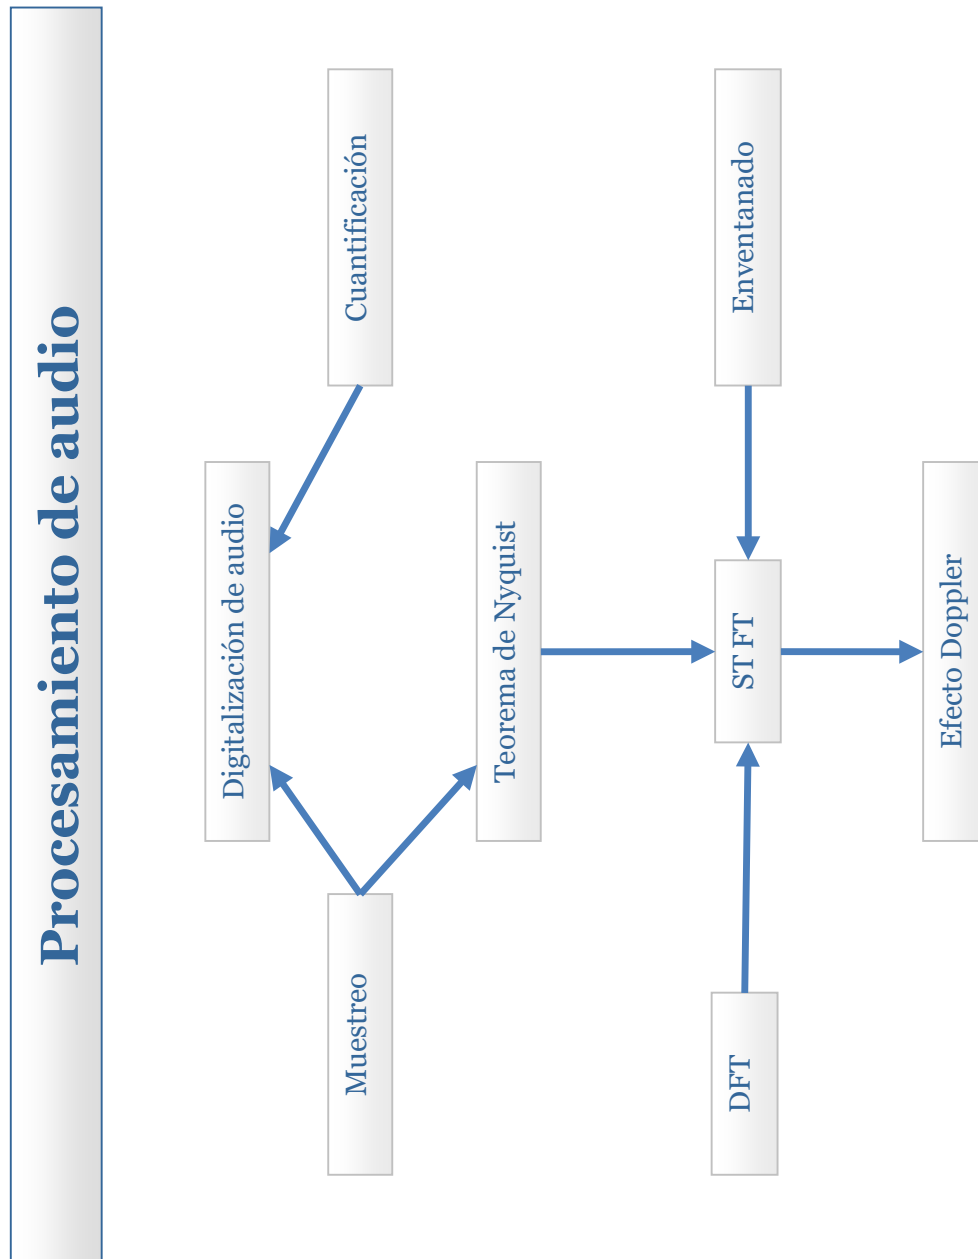 Procesamiento de audio
Digitalización de audio
Muestreo
Cuantificación
Teorema de Nyquist
DFT
ST FT
Enventanado
Efecto Doppler